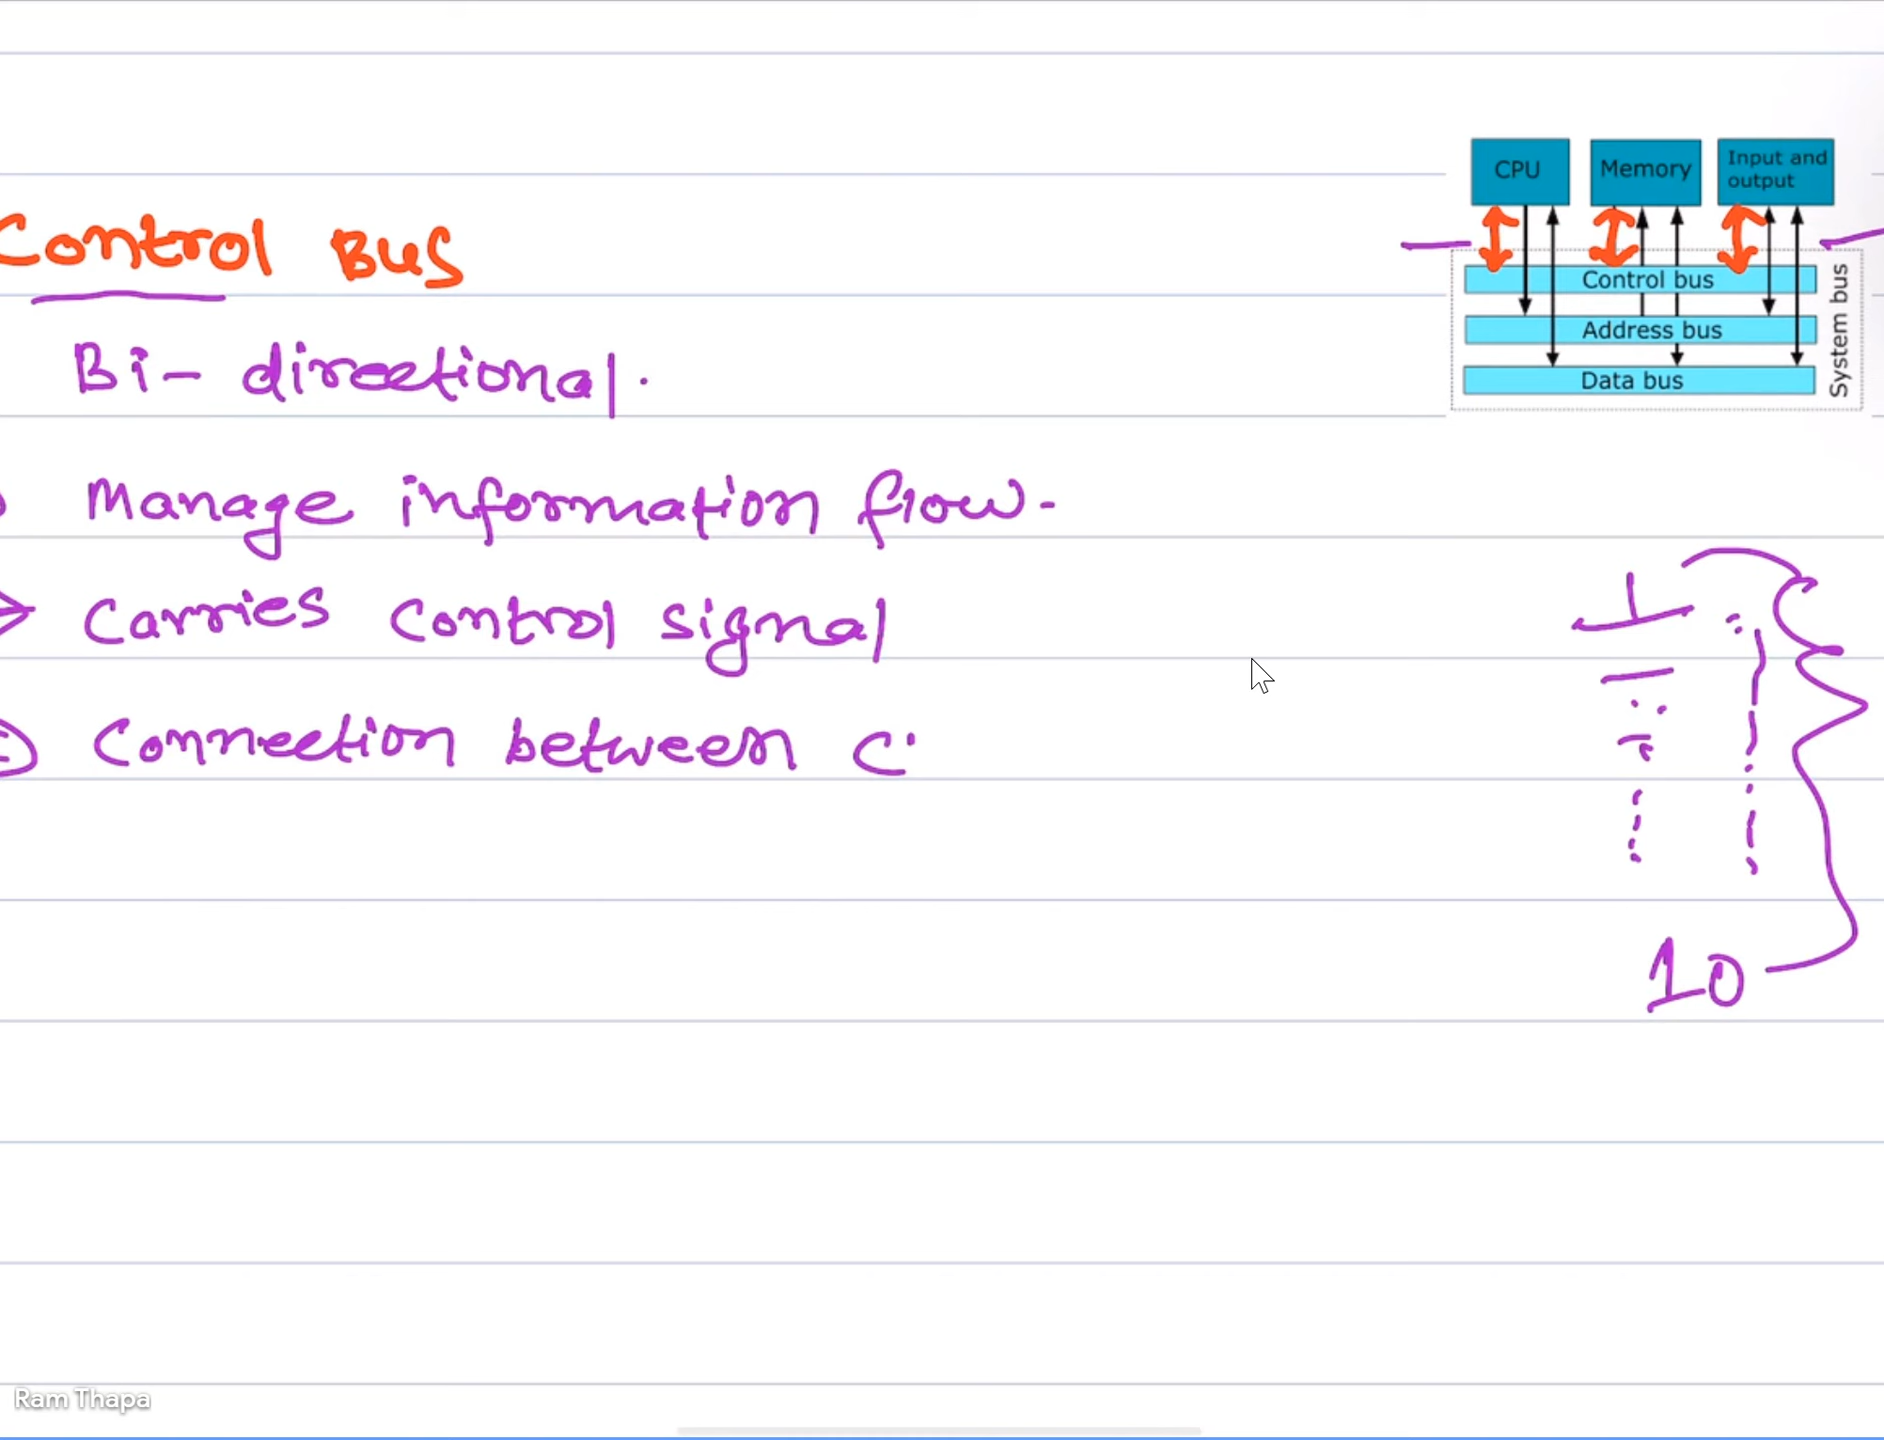 Control Bus
Bi- directional.
Manage information flow-
Carries control signal
Connection between C
CPU
Memory
Input and
output
Control bus
Address bus
Data bus
System bus
10
Ram Thapa